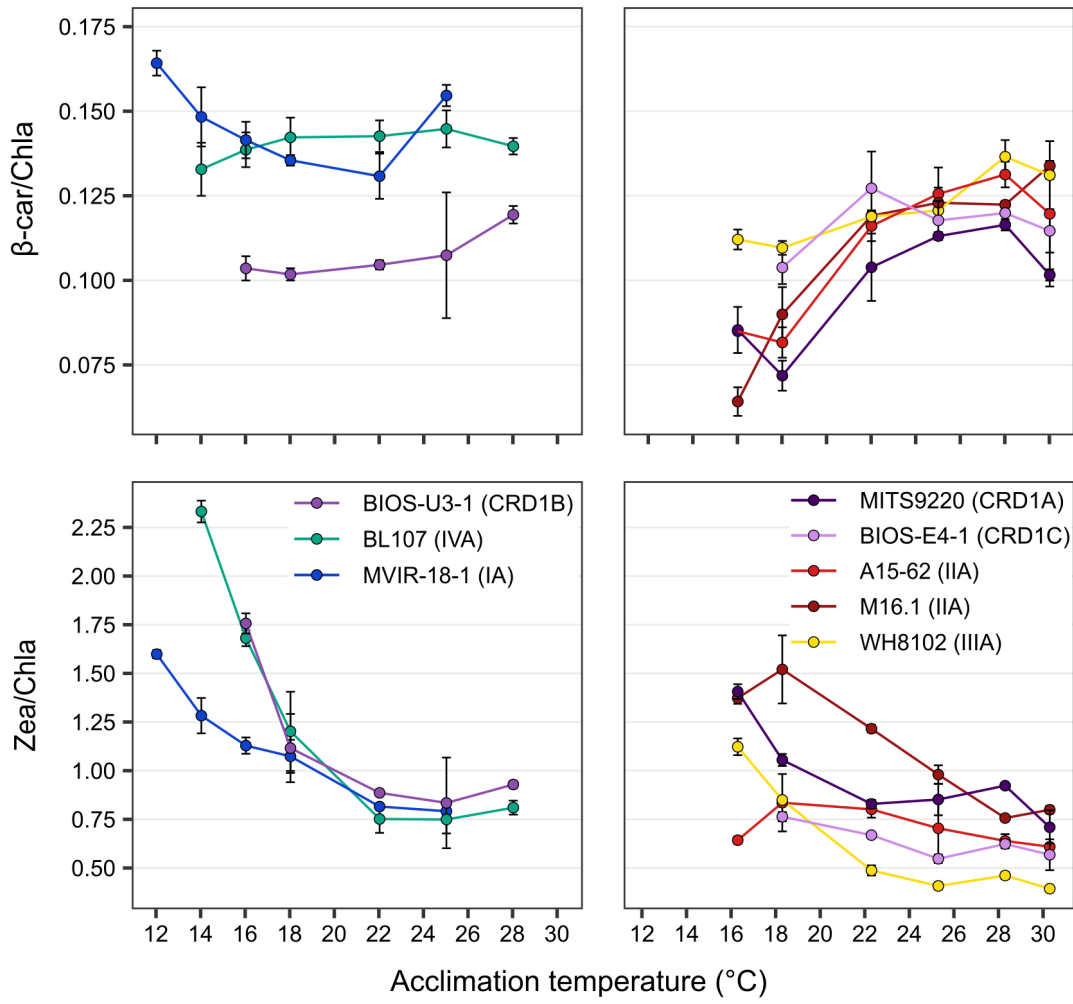 β-car/Chla
0.175
0.150
0.125
0.100
0.075
Zea/Chla
2.25
2.00
1.75
1.50
1.25
1.00
0.75
0.50
BIOS-U3-1 (CRD1B)
BL107 (IVA)
MVIR-18-1 (IA)
MITS9220 (CRD1A)
BIOS-E4-1 (CRD1C)
A15-62 (IIA)
M16.1 (IIA)
WH8102 (IIIA)
12 14 16 18 20 22 24 26 28 30
12 14 16 18 20 22 24 26 28 30
Acclimation temperature (°C)